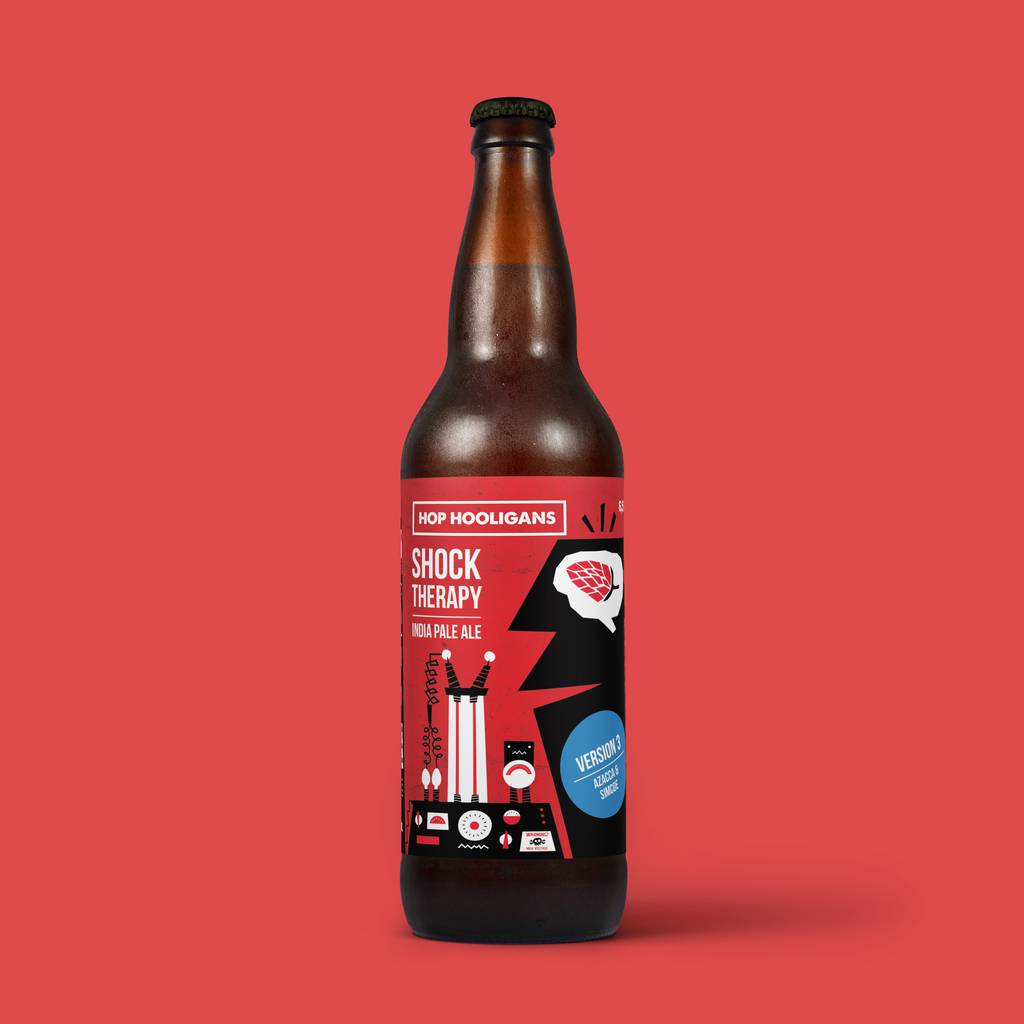 HOP HOOLIGANS
SHOCK
THERAPY
INDIA PALE ALE
VERSION 3
AZACCA &
SIMCOE